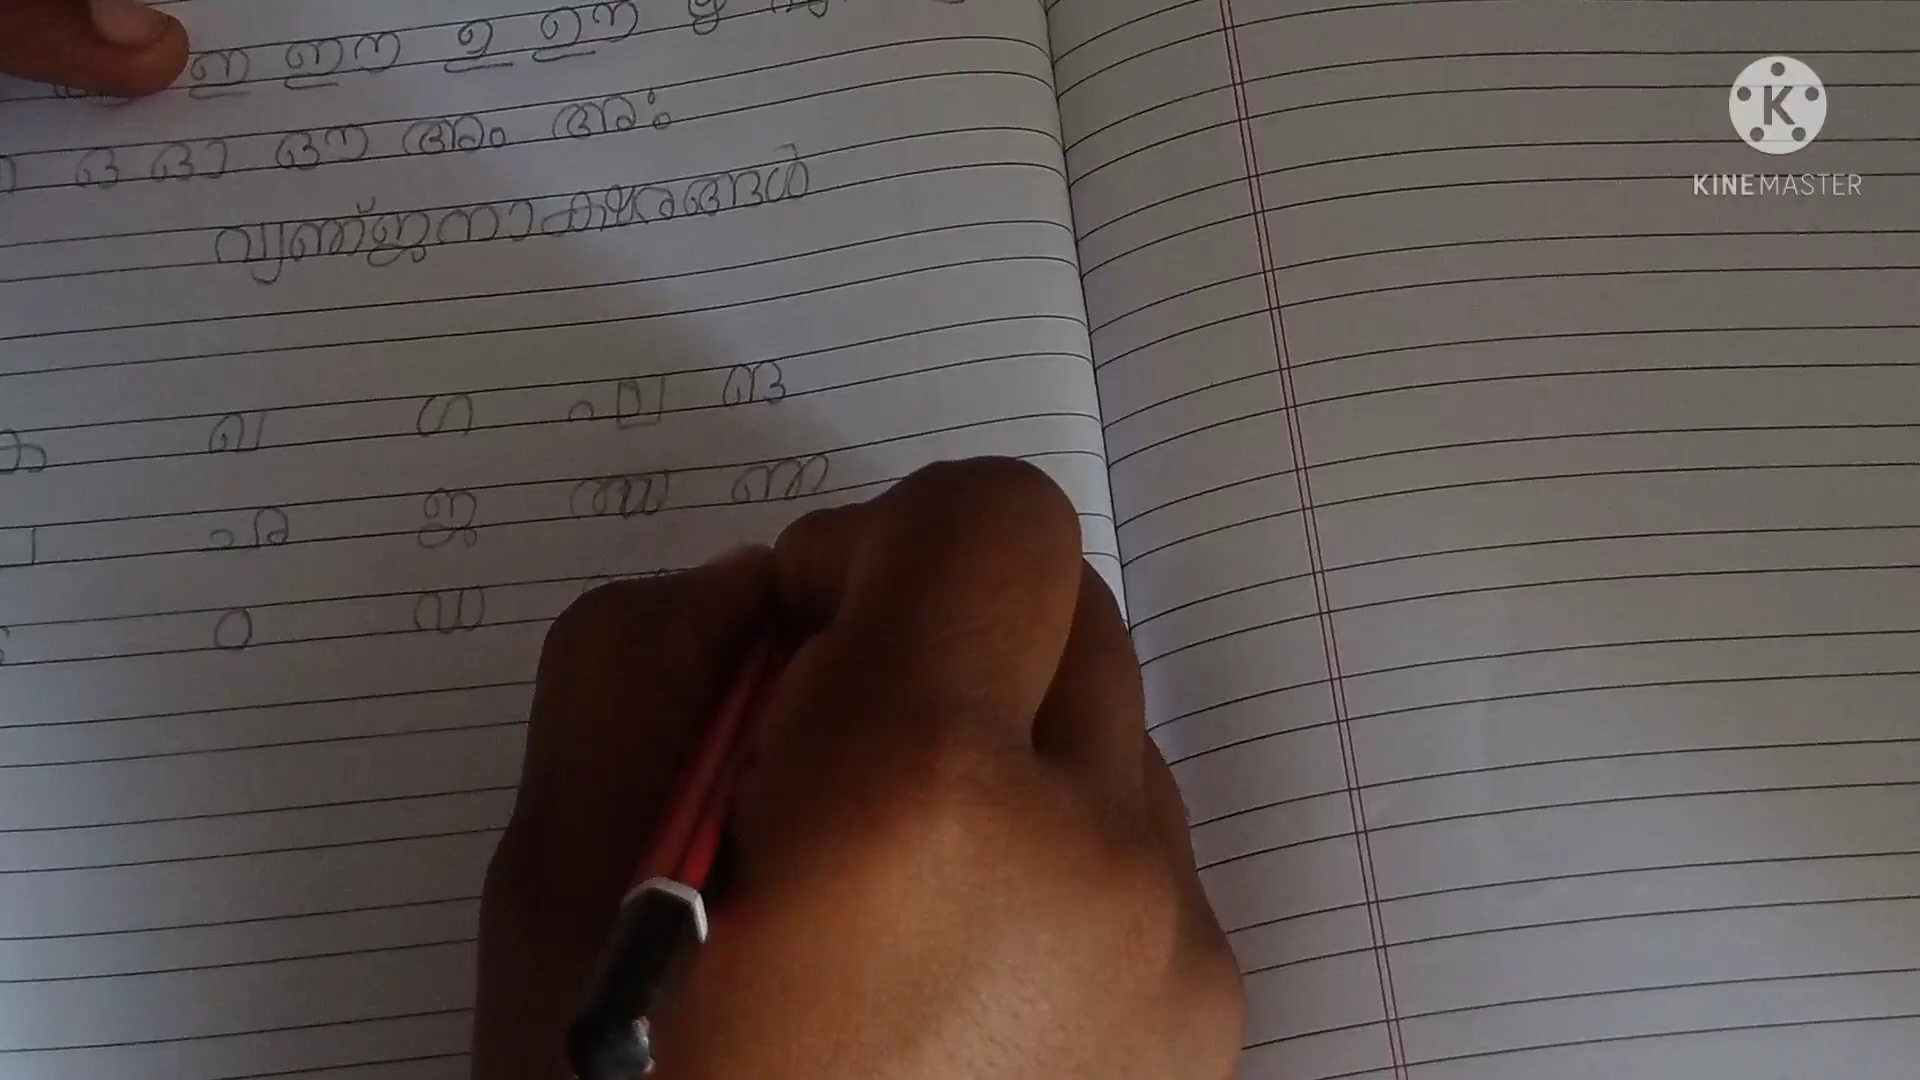 ഇ ഈ ഉ ഊ
ഒ ഓ ഔ അം അഃ
വ്യഞ്ജനാക്ഷരങ്ങൾ
ക ഖ ഗ ഘ ങ
ഛ ജ ഝ ഞ
ഠ ഡ
K
KINEMASTER